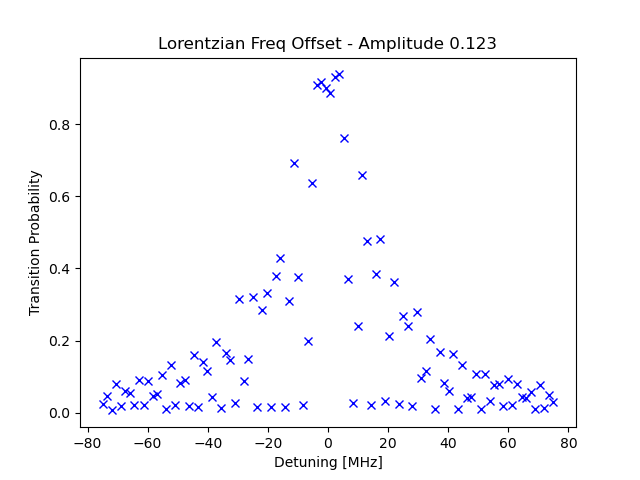 Lorentzian Freq Offset - Amplitude 0.123
Transition Probability
0.8
0.6
0.4
0.2
0.0
−80 −60 −40 −20 0 20 40 60 80
Detuning [MHz]